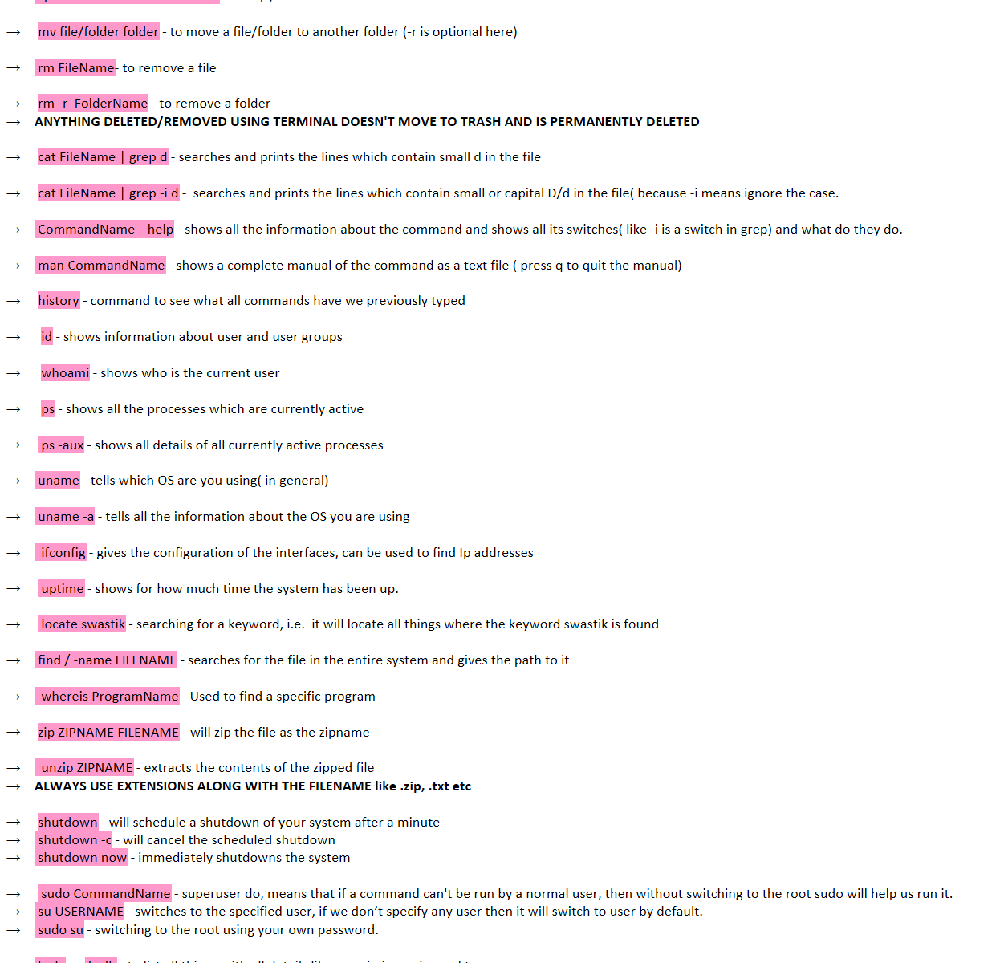 → mv file/folder folder - to move a file/folder to another folder (-r is optional here)
→ rm FileName- to remove a file
→ rm -r  FolderName - to remove a folder
→ ANYTHING DELETED/REMOVED USING TERMINAL DOESN'T MOVE TO TRASH AND IS PERMANENTLY DELETED
→ cat FileName | grep d - searches and prints the lines which contain small d in the file
→ cat FileName | grep -i d -  searches and prints the lines which contain small or capital D/d in the file( because -i means ignore the case.
→ CommandName --help - shows all the information about the command and shows all its switches( like -i is a switch in grep) and what do they do.
→ man CommandName - shows a complete manual of the command as a text file ( press q to quit the manual)
→ history - command to see what all commands have we previously typed
→ id - shows information about user and user groups
→ whoami - shows who is the current user
→ ps - shows all the processes which are currently active
→ ps -aux - shows all details of all currently active processes
→ uname - tells which OS are you using( in general)
→ uname -a - tells all the information about the OS you are using
→ ifconfig - gives the configuration of the interfaces, can be used to find Ip addresses
→ uptime - shows for how much time the system has been up.
→ locate swastik - searching for a keyword, i.e.  it will locate all things where the keyword swastik is found
→ find / -name FILENAME - searches for the file in the entire system and gives the path to it
→ whereis ProgramName-  Used to find a specific program
→ zip ZIPNAME FILENAME - will zip the file as the zipname
→ unzip ZIPNAME - extracts the contents of the zipped file
→ ALWAYS USE EXTENSIONS ALONG WITH THE FILENAME like .zip, .txt etc
→ shutdown - will schedule a shutdown of your system after a minute
→ shutdown -c - will cancel the scheduled shutdown
→ shutdown now - immediately shutdowns the system
→ sudo CommandName - superuser do, means that if a command can't be run by a normal user, then without switching to the root sudo will help us run it.
→ su USERNAME - switches to the specified user, if we don’t specify any user then it will switch to user by default.
→ sudo su - switching to the root using your own password.